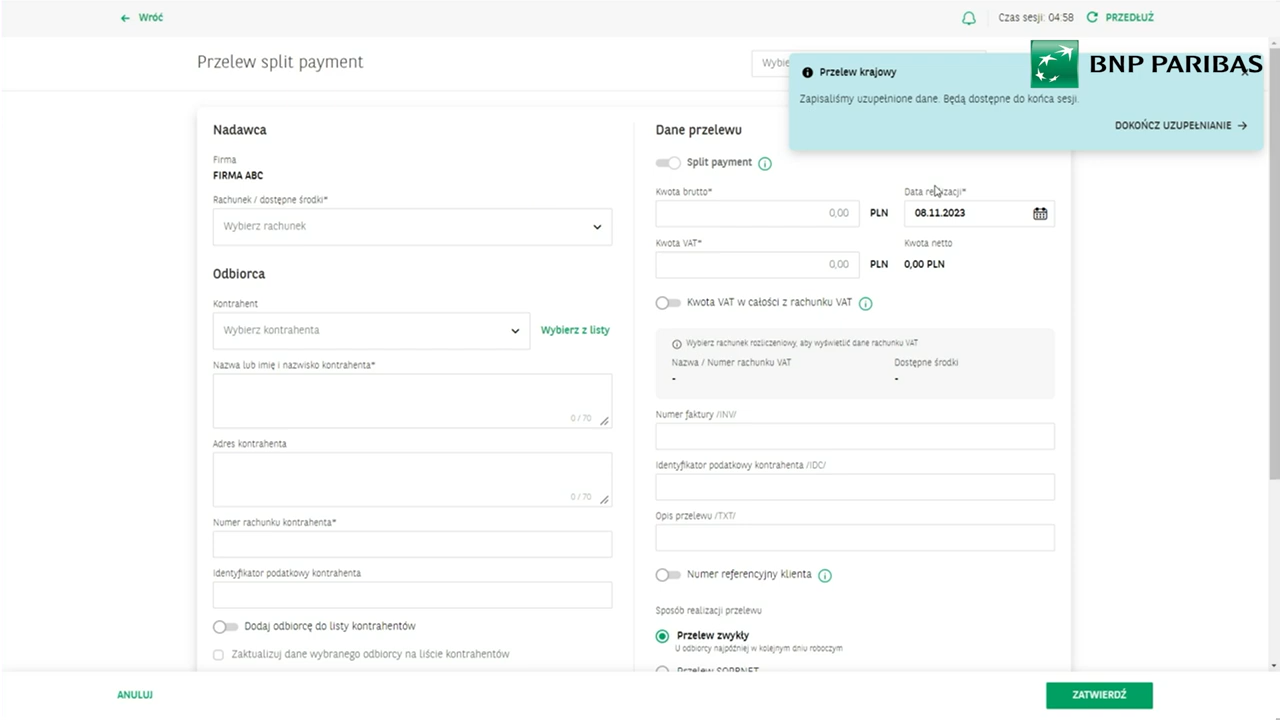 Wróć
Czas sesji: 04:58 PRZEDŁUŻ
Przelew split payment
Przelew krajowy
BNP PARIBAS
Zapisaliśmy uzupełnione dane. Będą dostępne do końca sesji.
DOKOŃCZ UZUPEŁNIANIE
Nadawca
Firma
FIRMA ABC
Rachunek / dostępne środki*
Wybierz rachunek
Odbiorca
Kontrahent
Wybierz kontrahenta
Wybierz z listy
Nazwa lub imię i nazwisko kontrahenta*
0 / 70
Adres kontrahenta
0 / 70
Numer rachunku kontrahenta*
Identyfikator podatkowy kontrahenta
Dodaj odbiorcę do listy kontrahentów
Zaktualizuj dane wybranego odbiorcy na liście kontrahentów
Dane przelewu
Split payment
Kwota brutto* Data realizacji*
0,00 PLN 08.11.2023
Kwota VAT* Kwota netto
0,00 PLN 0,00 PLN
Kwota VAT w całości z rachunku VAT
Wybierz rachunek rozliczeniowy, aby wyświetlić dane rachunku VAT
Nazwa / Numer rachunku VAT Dostępne środki
- -
Numer faktury /INV/
Identyfikator podatkowy kontrahenta /IDC/
Opis przelewu /TXT/
Numer referencyjny klienta
Sposób realizacji przelewu
Przelew zwykły
U odbiorcy najpóźniej w kolejnym dniu roboczym
Przelew SORBNET
ANULUJ
ZATWIERDŹ